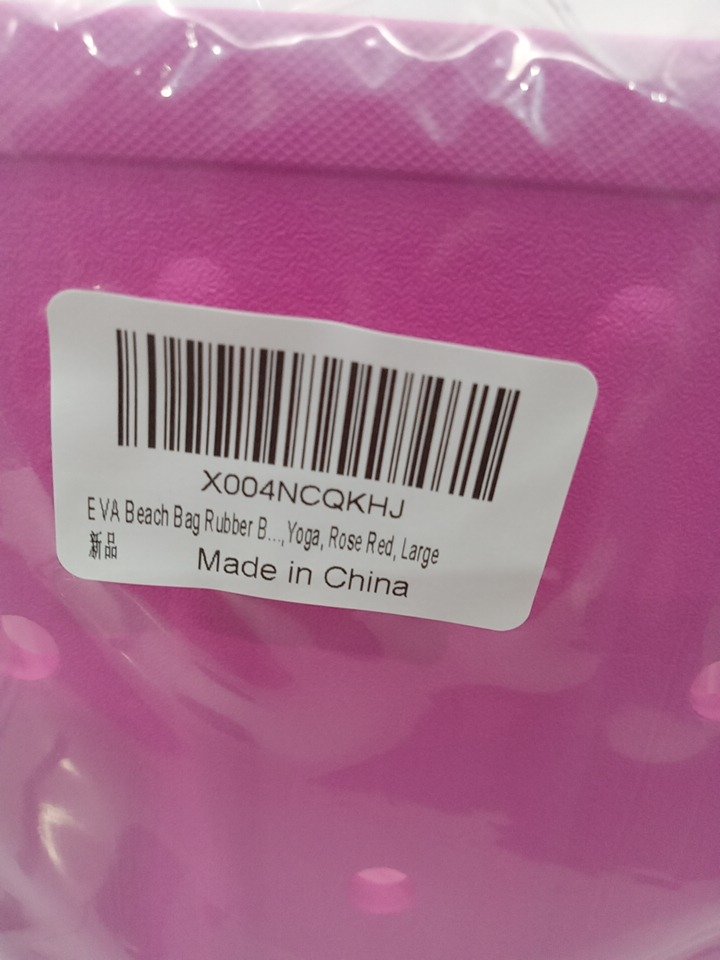 X004NCQKHJ
EVA Beach Bag Rubber B...,Yoga, Rose Red, Large
新品
Made in China